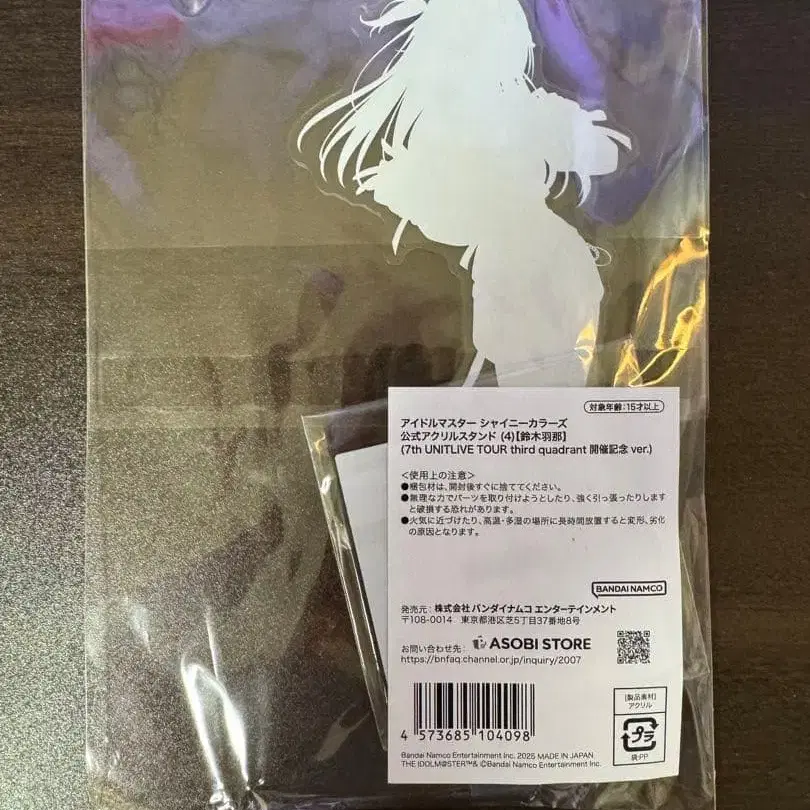 対象年齢:15才以上
アイドルマスター シャイニーカラーズ
公式アクリルスタンド (4)【鈴木羽那】
(7th UNITLIVE TOUR third quadrant 開催記念 ver.)
＜使用上の注意＞
●梱包材は、開封後すぐに捨ててください。
●無理な力でパーツを取り付けようとしたり、強く引っ張ったりします
と破損する恐れがあります。
●火気に近づけたり、高温・多湿の場所に長時間放置すると変形、劣化
の原因となります。
BANDAI NAMCO
発売元: 株式会社 バンダイナムコ エンターテインメント
〒108-0014 東京都港区芝5丁目37番地8号
お問い合わせ先: ASOBI STORE
https://bnfaq.channel.or.jp/inquiry/2007
[製品素材]
アクリル
4 573685 104098
プラ
袋:PP
Bandai Namco Entertainment Inc. 2025 MADE IN JAPAN
THE IDOLM@STER™& ©Bandai Namco Entertainment Inc.